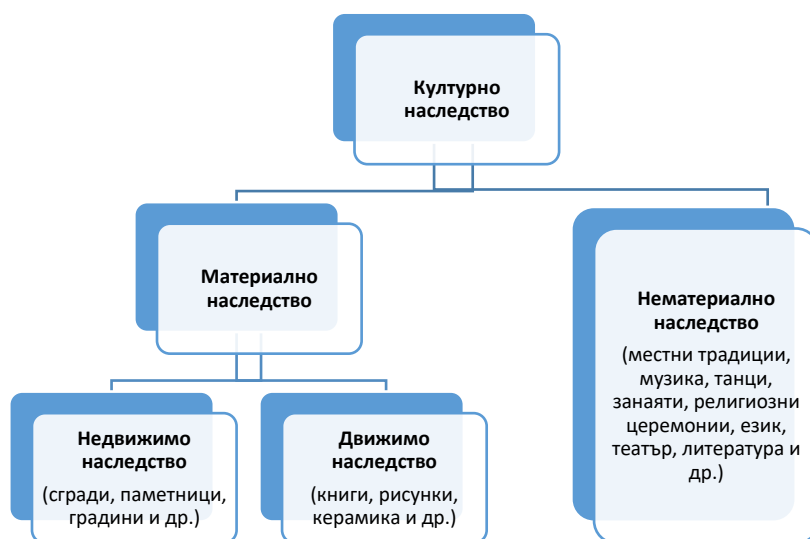 Културно
наследство
Материално
наследство
Нематериално
наследство
(местни традиции,
музика, танци,
занаяти, религиозни
церемонии, език,
театър, литература и
др.)
Недвижимо
наследство
(сгради, паметници,
градини и др.)
Движимо
наследство
(книги, рисунки,
керамика и др.)